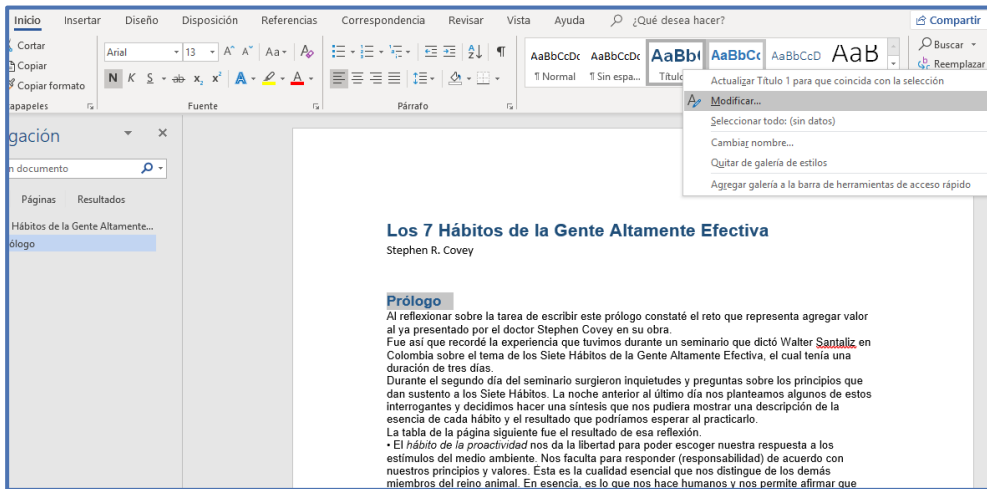 Inicio Insertar Diseño Disposición Referencias Correspondencia Revisar Vista Ayuda ¿Qué desea hacer? Compartir
Cortar
Copiar
Copiar formato
apapeles
Arial 13 A^ A˅ Aa
N K S ab x₂ x² A A
Fuente
Párrafo
AaBbCcDc AaBbCcDc AaBb( AaBbC( AaBbCcD AaB
¶ Normal ¶ Sin espa... Título
Buscar
Reemplazar
Actualizar Título 1 para que coincida con la selección
Modificar...
Seleccionar todo: (sin datos)
Cambiar nombre...
Quitar de galería de estilos
Agregar galería a la barra de herramientas de acceso rápido
gación
n documento
Páginas Resultados
Hábitos de la Gente Altamente...
ólogo
Los 7 Hábitos de la Gente Altamente Efectiva
Stephen R. Covey
Prólogo
Al reflexionar sobre la tarea de escribir este prólogo constaté el reto que representa agregar valor
al ya presentado por el doctor Stephen Covey en su obra.
Fue así que recordé la experiencia que tuvimos durante un seminario que dictó Walter Santaliz en
Colombia sobre el tema de los Siete Hábitos de la Gente Altamente Efectiva, el cual tenía una
duración de tres días.
Durante el segundo día del seminario surgieron inquietudes y preguntas sobre los principios que
dan sustento a los Siete Hábitos. La noche anterior al último día nos planteamos algunos de estos
interrogantes y decidimos hacer una síntesis que nos pudiera mostrar una descripción de la
esencia de cada hábito y el resultado que podríamos esperar al practicarlo.
La tabla de la página siguiente fue el resultado de esa reflexión.
• El hábito de la proactividad nos da la libertad para poder escoger nuestra respuesta a los
estímulos del medio ambiente. Nos faculta para responder (responsabilidad) de acuerdo con
nuestros principios y valores. Ésta es la cualidad esencial que nos distingue de los demás
miembros del reino animal. En esencia, es lo que nos hace humanos y nos permite afirmar que